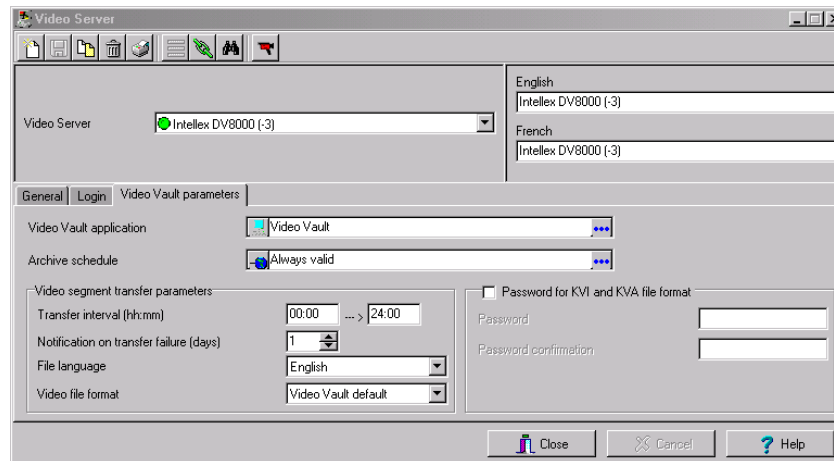 Video Server
English
Intellex DV8000 (-3)
Video Server
Intellex DV8000 (-3)
French
Intellex DV8000 (-3)
General
Login
Video Vault parameters
Video Vault application
Video Vault
Archive schedule
Always valid
Video segment transfer parameters
Transfer interval (hh:mm)
00:00
--- >
24:00
Notification on transfer failure (days)
1
File language
English
Video file format
Video Vault default
Password for KVI and KVA file format
Password
Password confirmation
Close
Cancel
Help